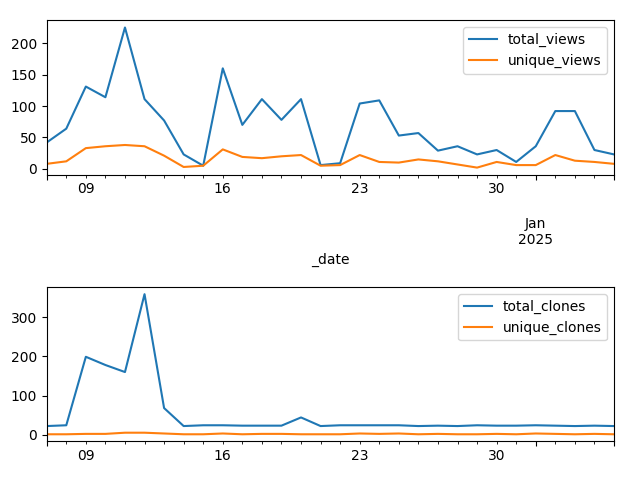 200
150
100
50
0
total_views
unique_views
09 16 23 30
Jan
2025
_date
300
200
100
0
total_clones
unique_clones
09 16 23 30